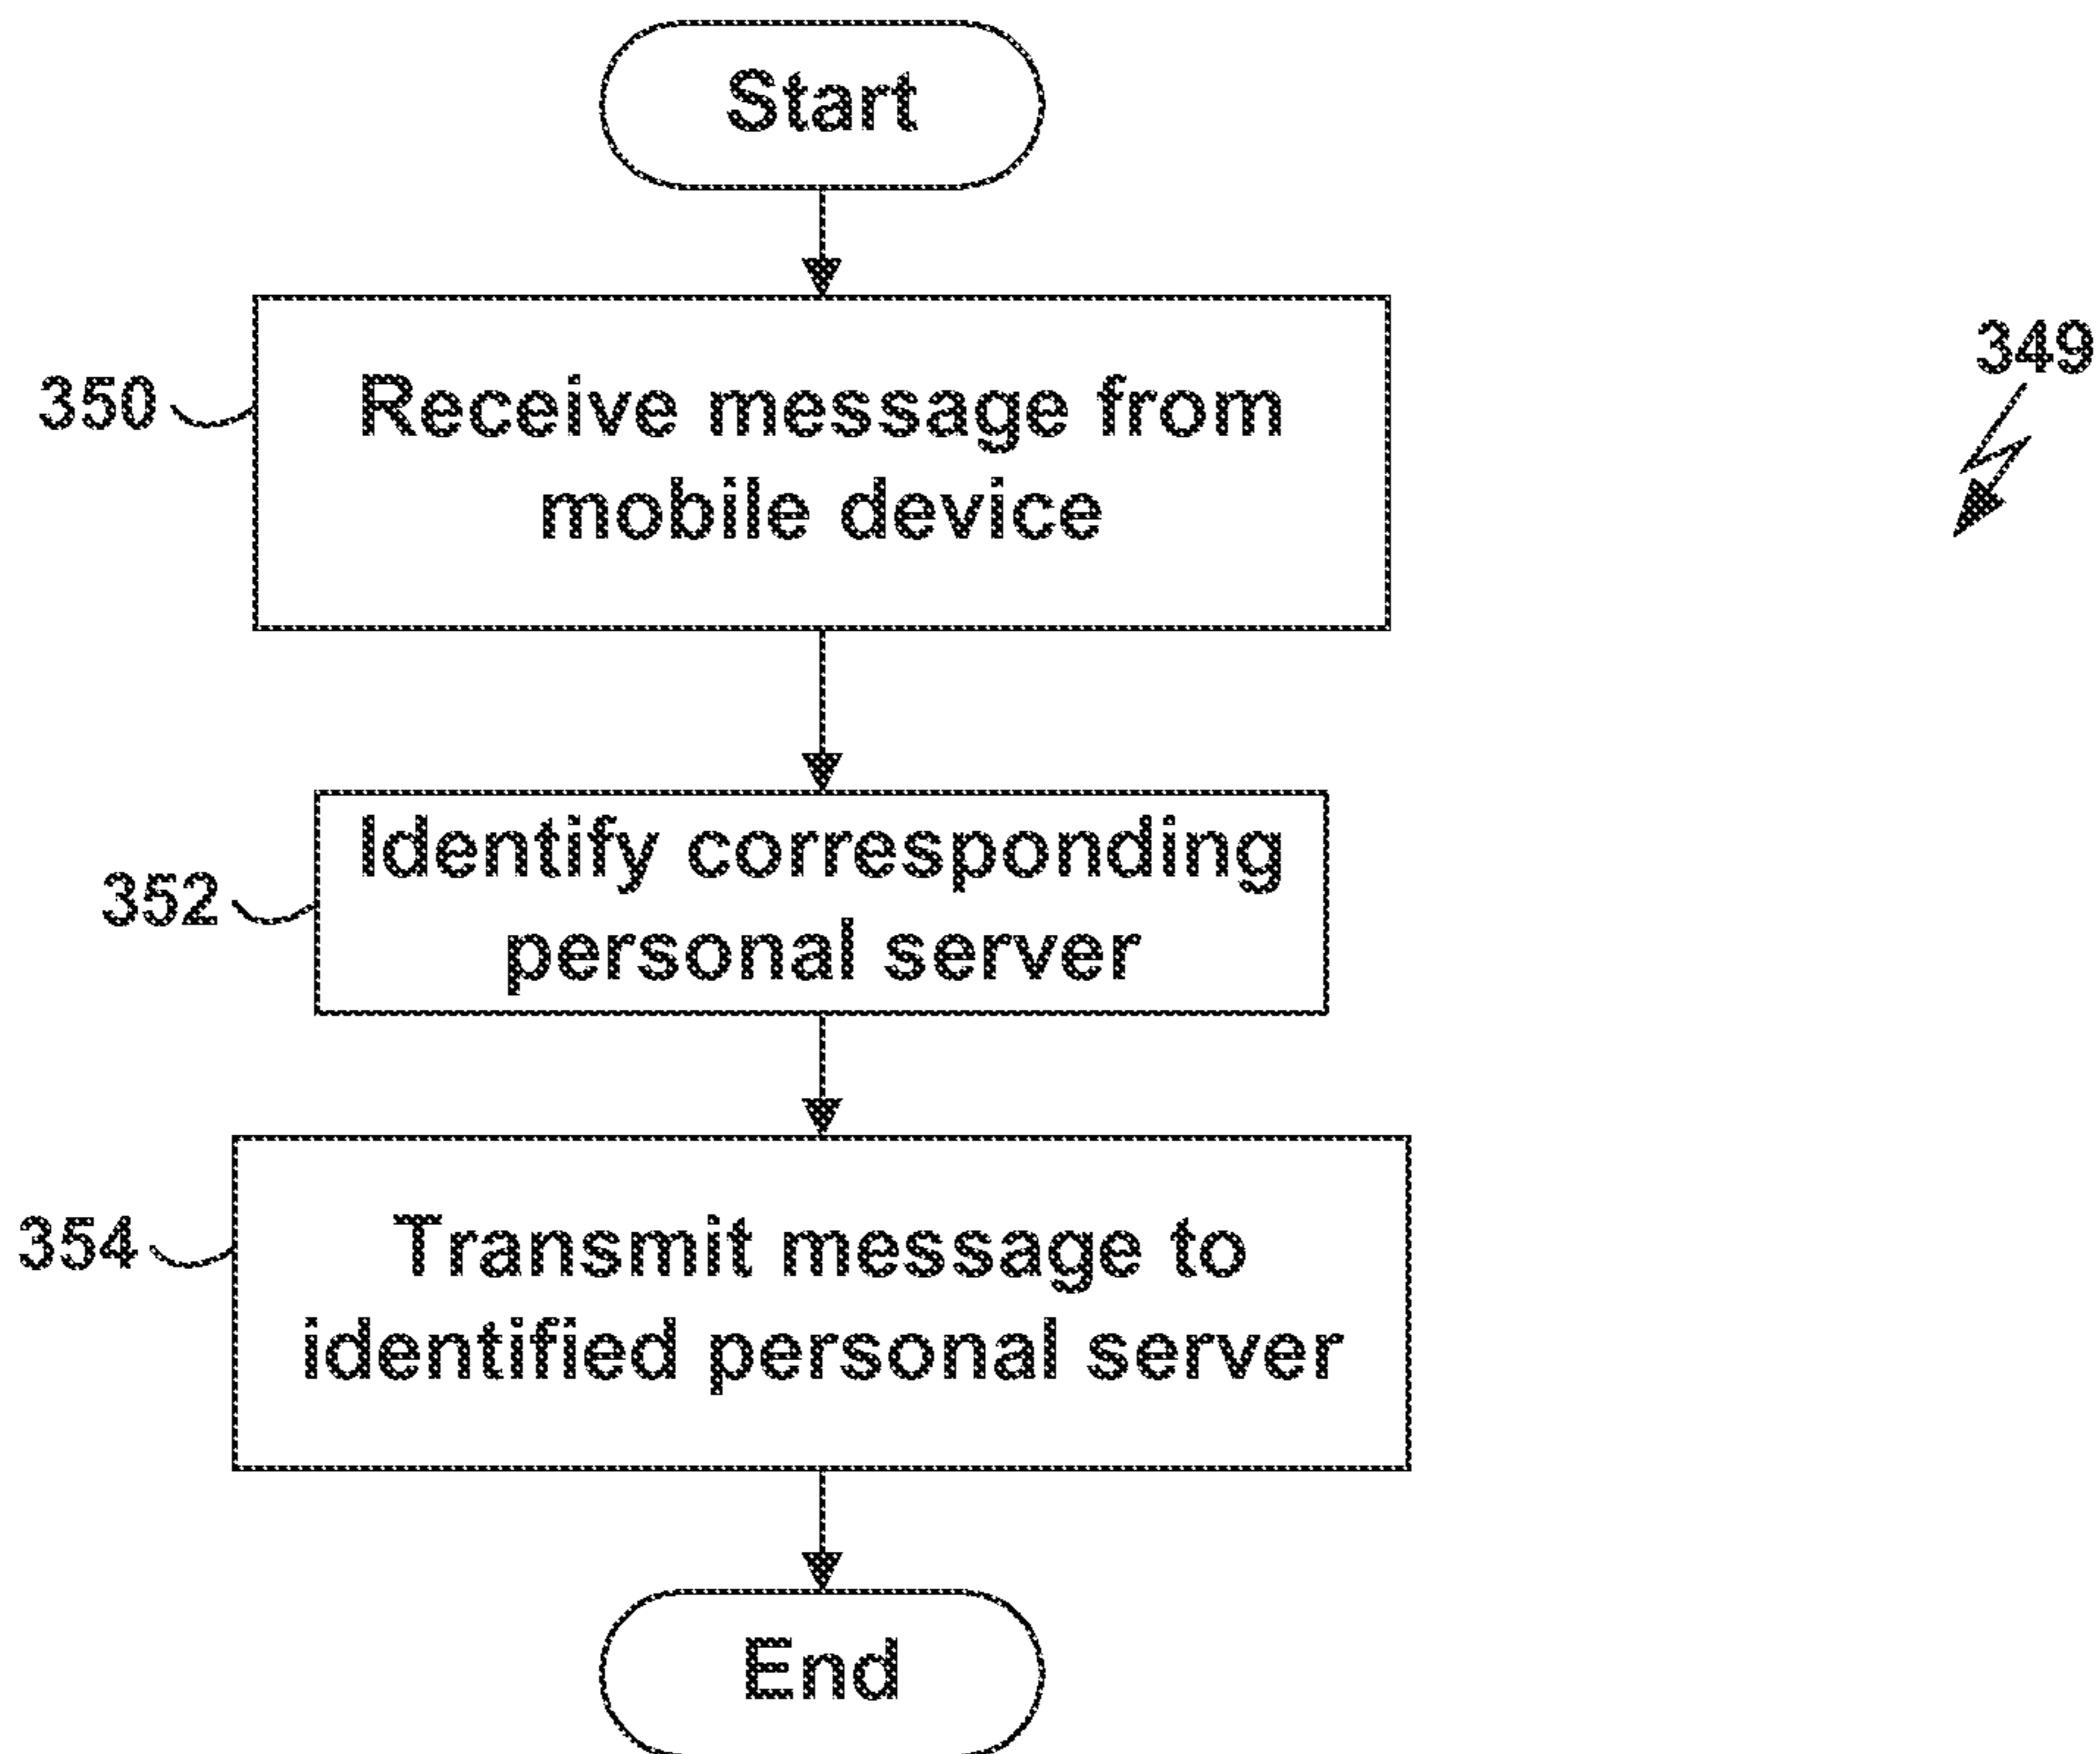 Start
349
350
Receive message from
mobile device
352
Identify corresponding
personal server
354
Transmit message to
identified personal server
End